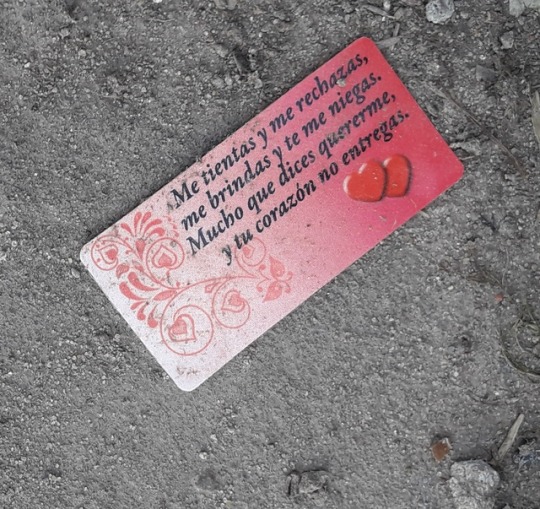 Me tientas y me rechazas,
me brindas y te me niegas.
Mucho que dices quererme,
y tu corazón no entregas.